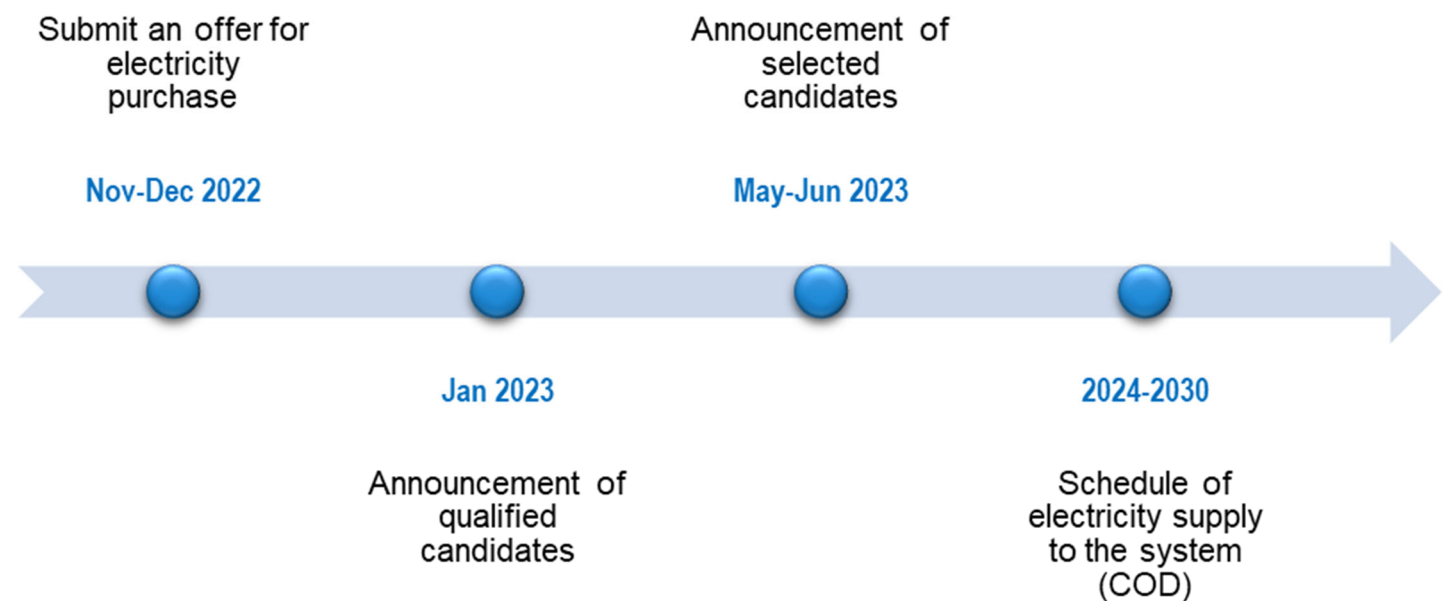 Submit an offer for
electricity
purchase
Nov-Dec 2022
Jan 2023
Announcement of
qualified
candidates
Announcement of
selected
candidates
May-Jun 2023
2024-2030
Schedule of
electricity supply
to the system
(COD)